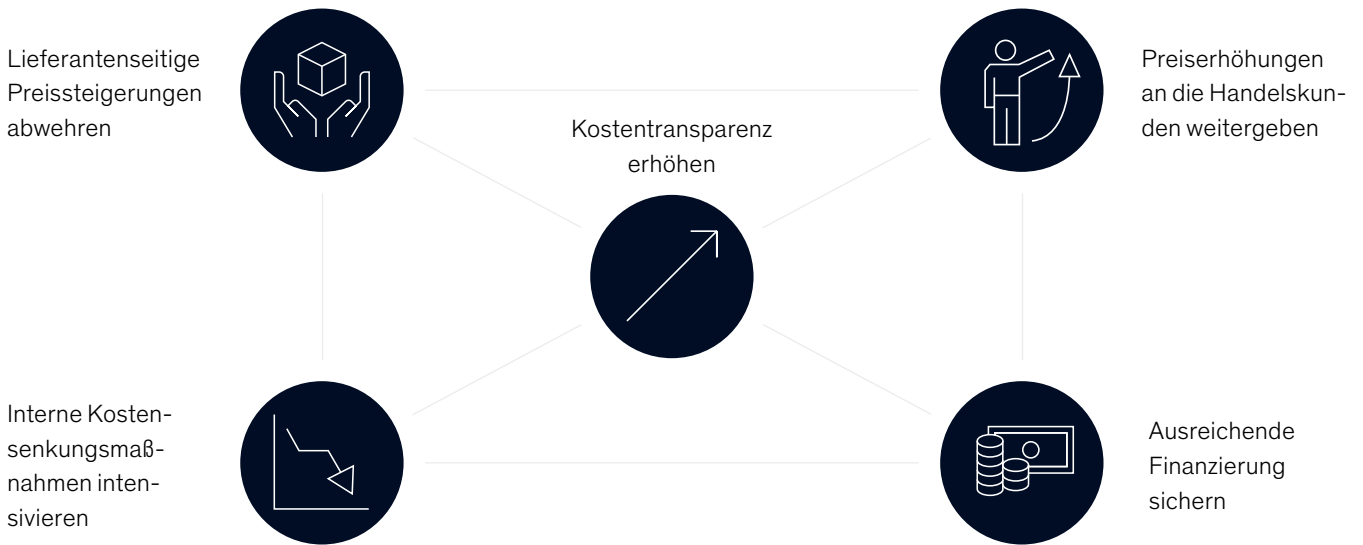 Lieferantenseitige
Preissteigerungen
abwehren
Kostentransparenz
erhöhen
Preiserhöhungen
an die Handelskun-
den weitergeben
Interne Kosten-
senkungsmaß-
nahmen inten-
sivieren
Ausreichende
Finanzierung
sichern